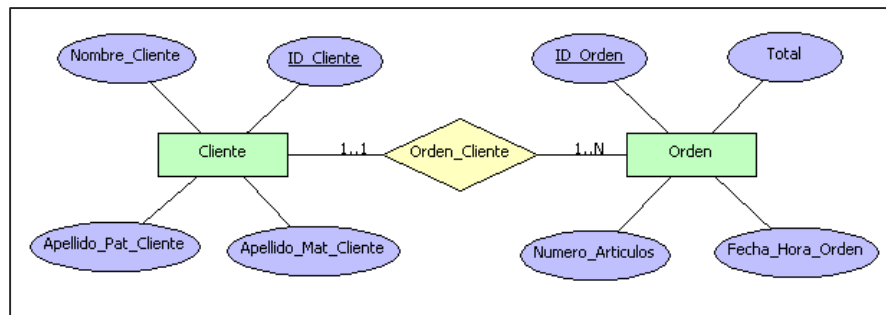 Nombre_Cliente
ID_Cliente
ID_Orden
Total
Cliente
1..1
Orden_Cliente
1..N
Orden
Apellido_Pat_Cliente
Apellido_Mat_Cliente
Numero_Articulos
Fecha_Hora_Orden